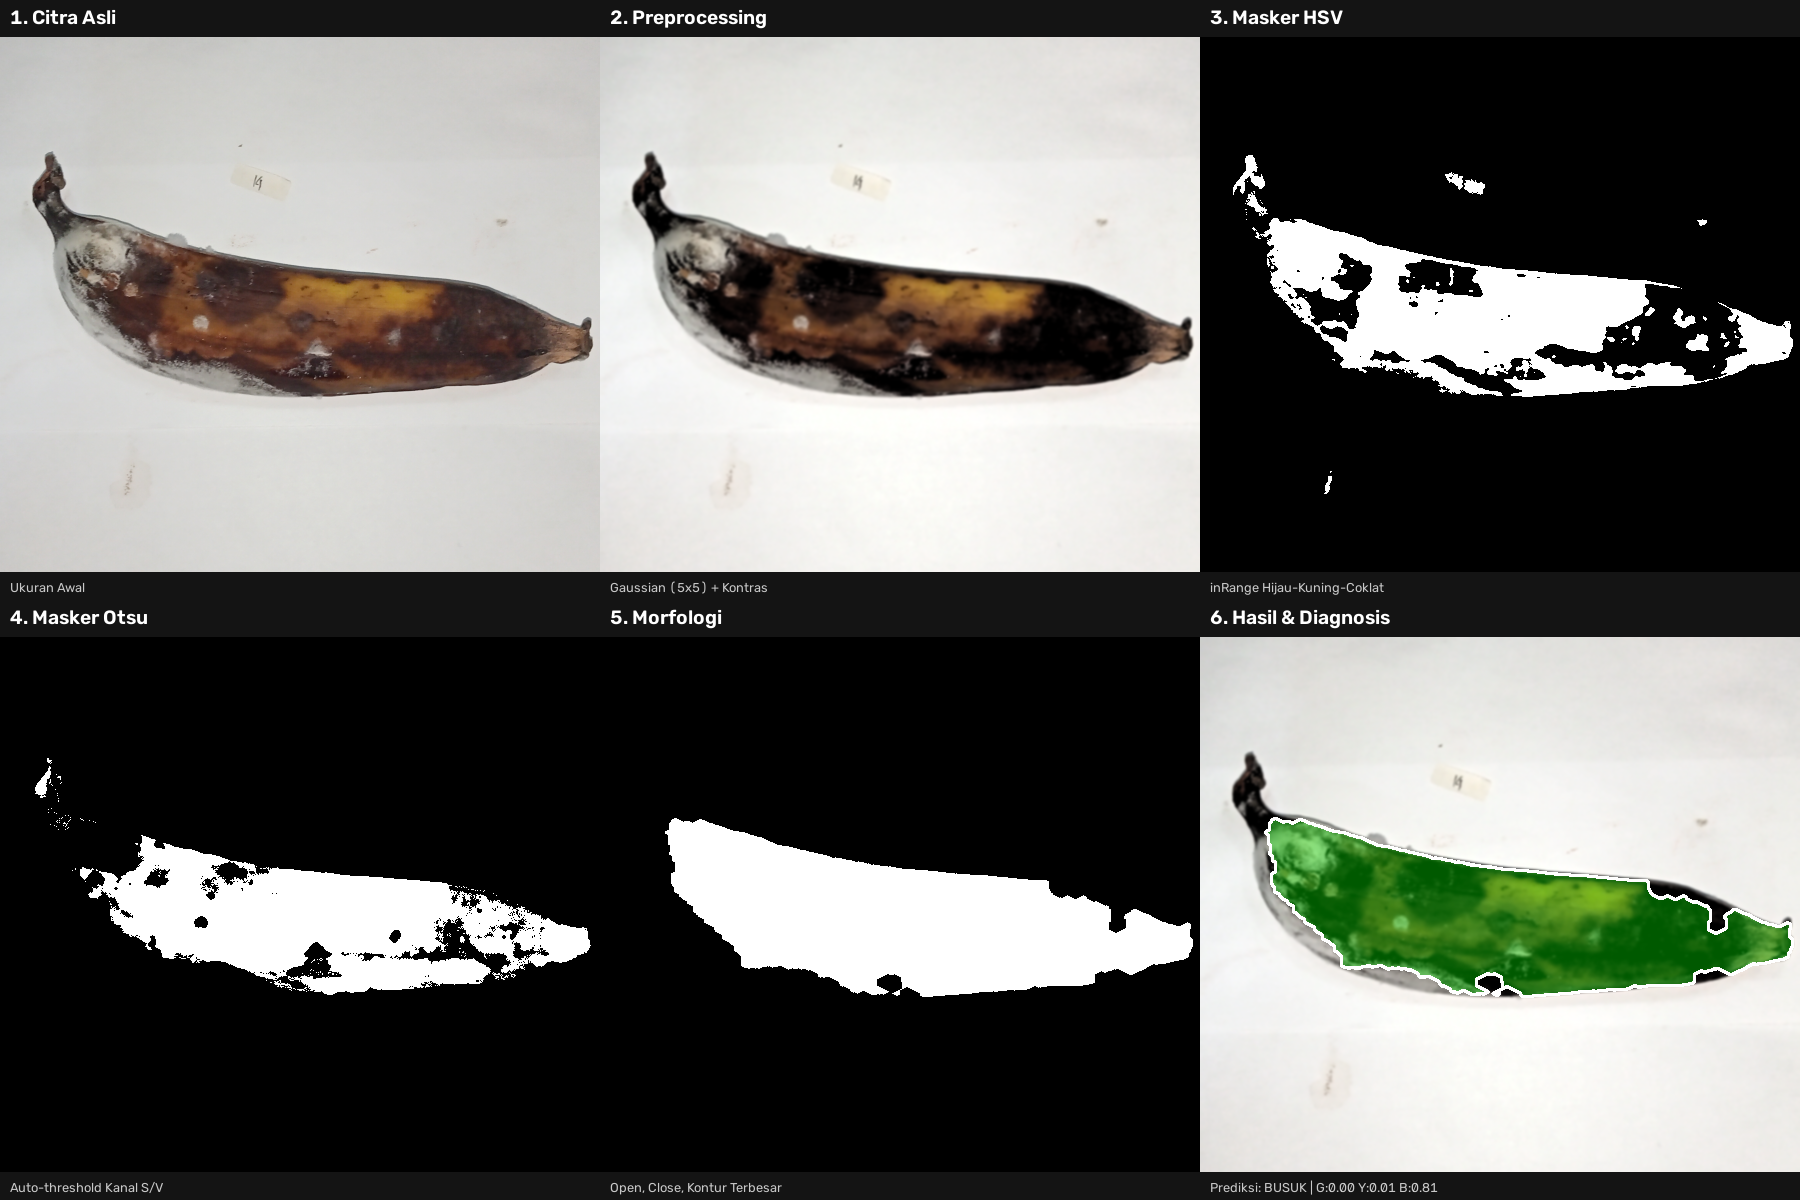 1. Citra Asli
2. Preprocessing
3. Masker HSV
Ukuran Awal
Gaussian (5x5) + Kontras
inRange Hijau-Kuning-Coklat
4. Masker Otsu
5. Morfologi
6. Hasil & Diagnosis
Auto-threshold Kanal S/V
Open, Close, Kontur Terbesar
Prediksi: BUSUK | G:0.00 Y:0.01 B:0.81